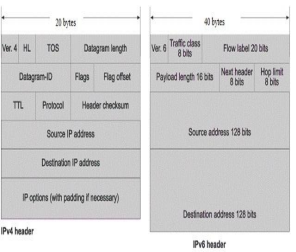 20 bytes
Ver. 4 HL TOS Datagram length
Datagram-ID Flags Flag offset
TTL Protocol Header checksum
Source IP address
Destination IP address
IP options (with padding if necessary)
IPv4 header
40 bytes
Ver. 6 Traffic class 8 bits Flow label 20 bits
Payload length 16 bits Next header 8 bits Hop limit 8 bits
Source address 128 bits
Destination address 128 bits
IPv6 header